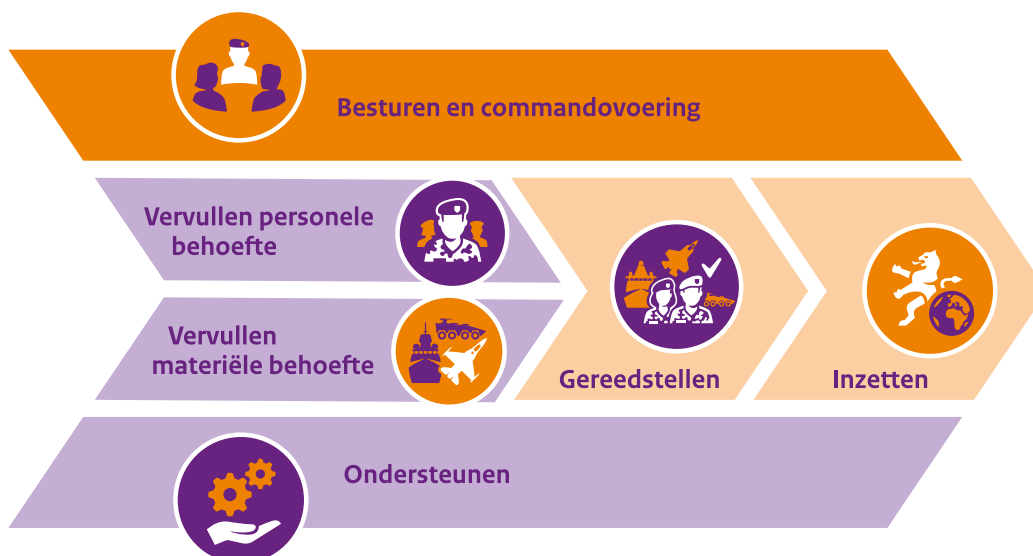 Besturen en commandovoering
Vervullen personele
behoefte
Vervullen
materiële behoefte
Gereedstellen
Inzetten
Ondersteunen